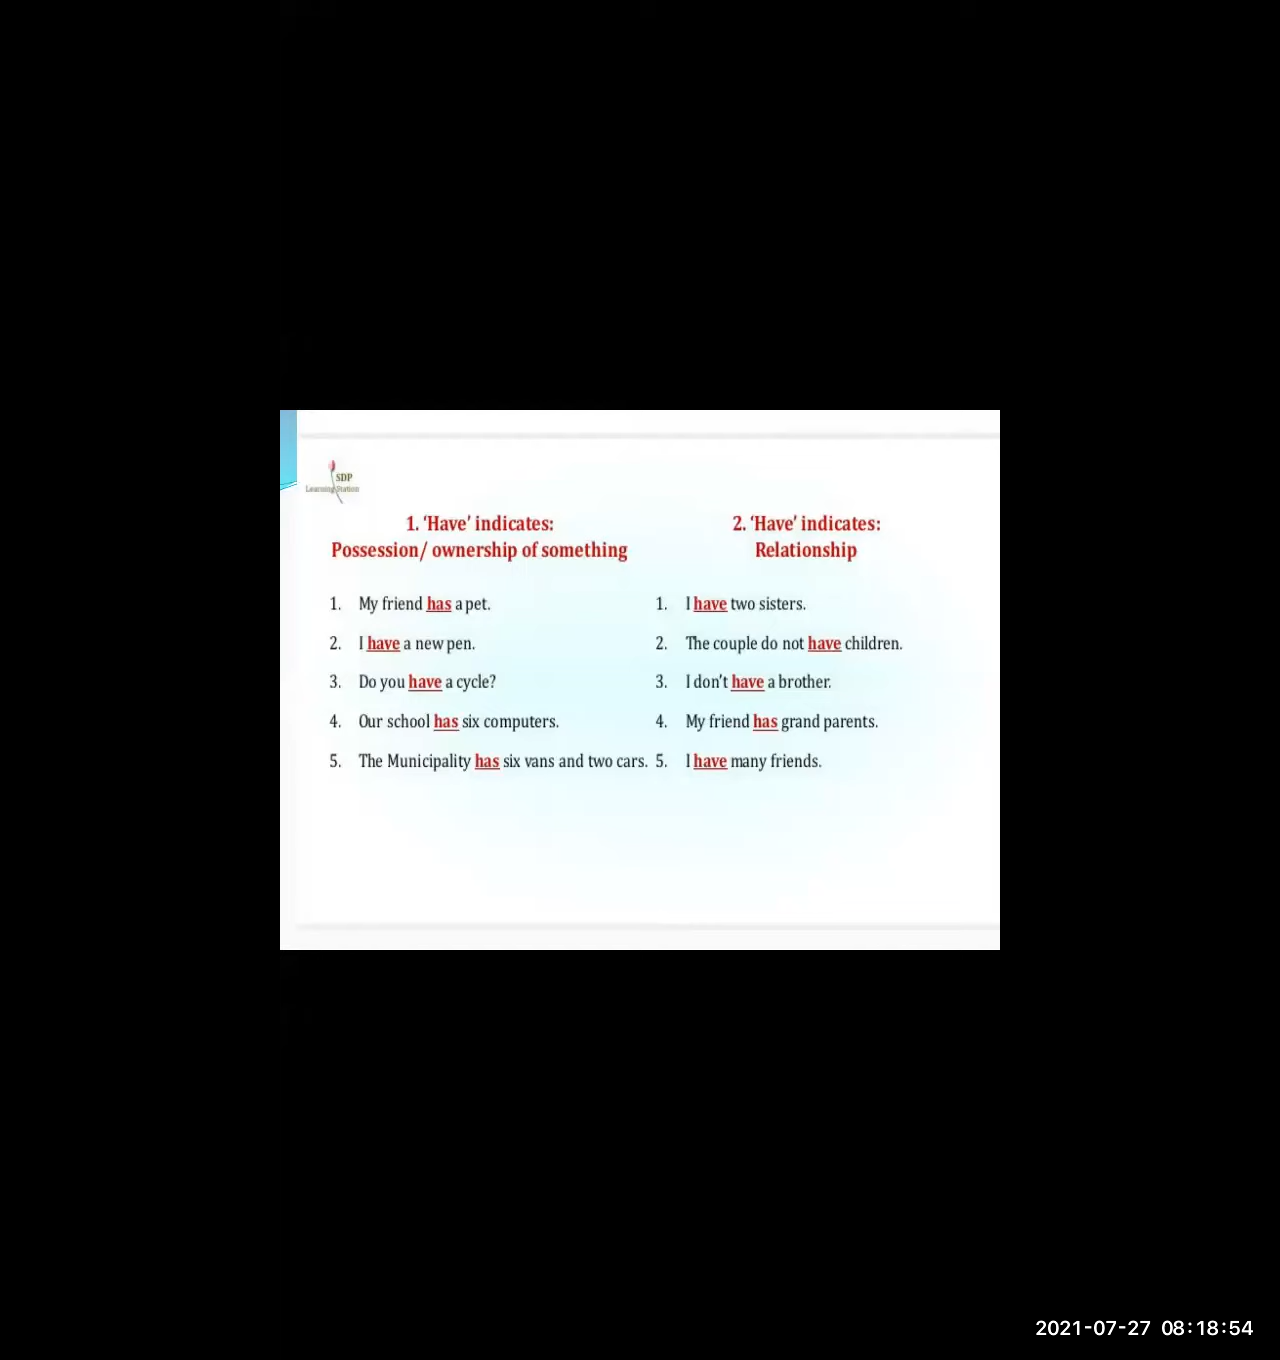 SDP
Learning Station
1. ‘Have’ indicates:
Possession/ ownership of something
1. My friend has a pet.
2. I have a new pen.
3. Do you have a cycle?
4. Our school has six computers.
5. The Municipality has six vans and two cars.
2. ‘Have’ indicates:
Relationship
1. I have two sisters.
2. The couple do not have children.
3. I don’t have a brother.
4. My friend has grand parents.
5. I have many friends.
2021-07-27 08:18:54